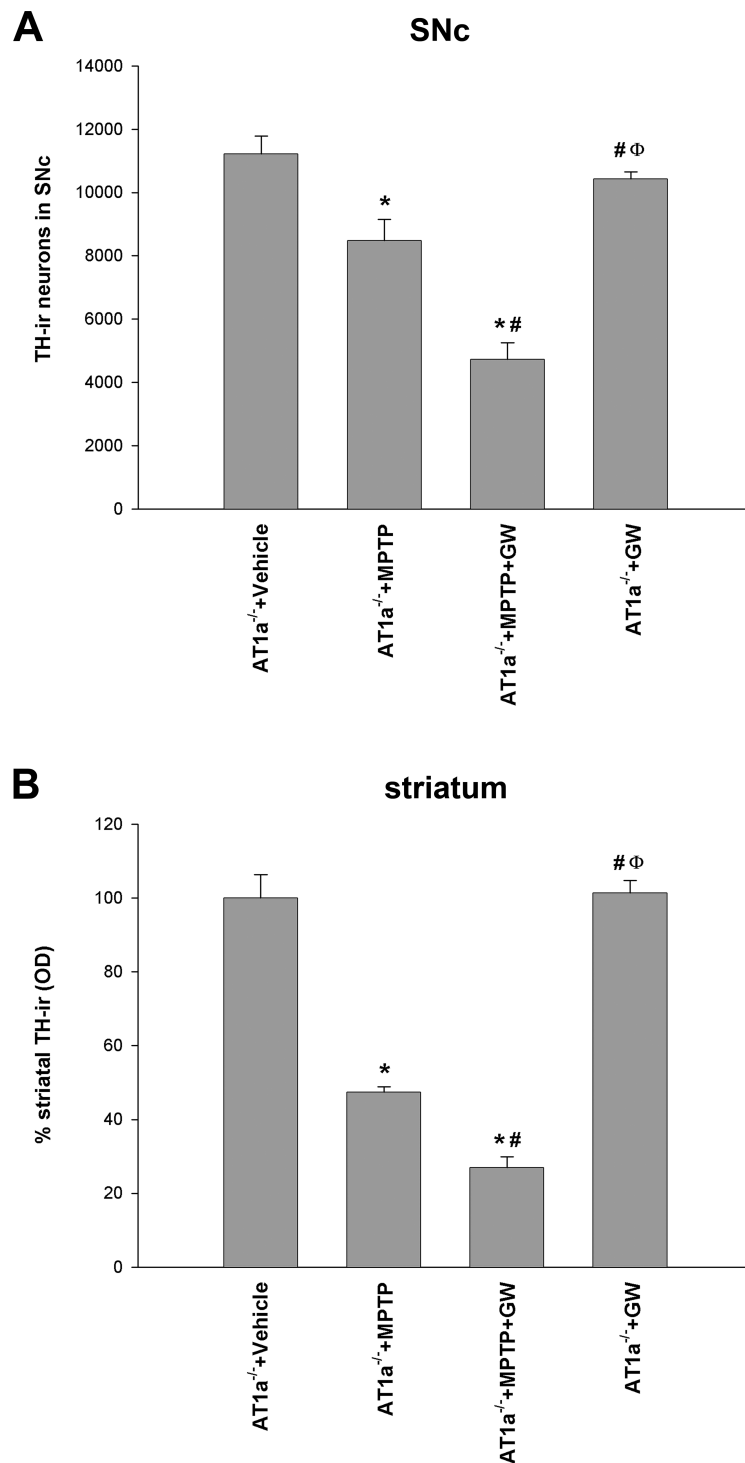 A
SNc
14000
12000
10000
8000
6000
4000
2000
0
TH-ir neurons in SNc
*
*#
#Φ
AT1a-/-+Vehicle
AT1a-/-+MPTP
AT1a-/-+MPTP+GW
AT1a-/-+GW
B
striatum
120
100
80
60
40
20
0
% striatal TH-ir (OD)
*
*#
#Φ
AT1a-/-+Vehicle
AT1a-/-+MPTP
AT1a-/-+MPTP+GW
AT1a-/-+GW